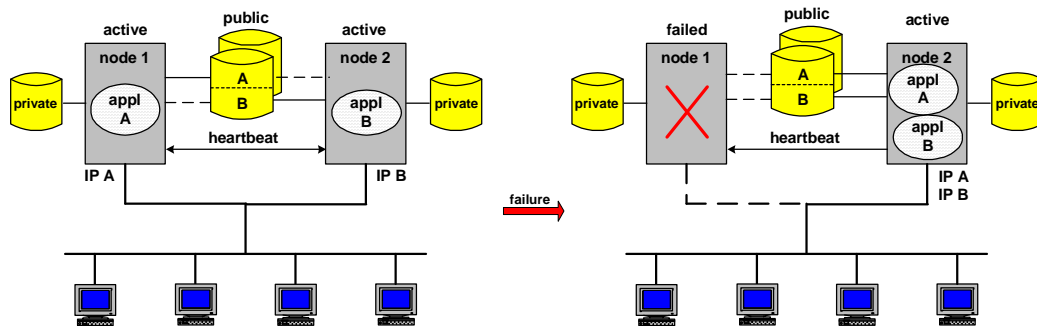 public
active
active
node 1
node 2
private
A
B
private
appl
A
appl
B
heartbeat
IP A
IP B
failure
public
active
failed
node 1
node 2
private
A
B
private
appl
A
appl
B
heartbeat
IP A
IP B